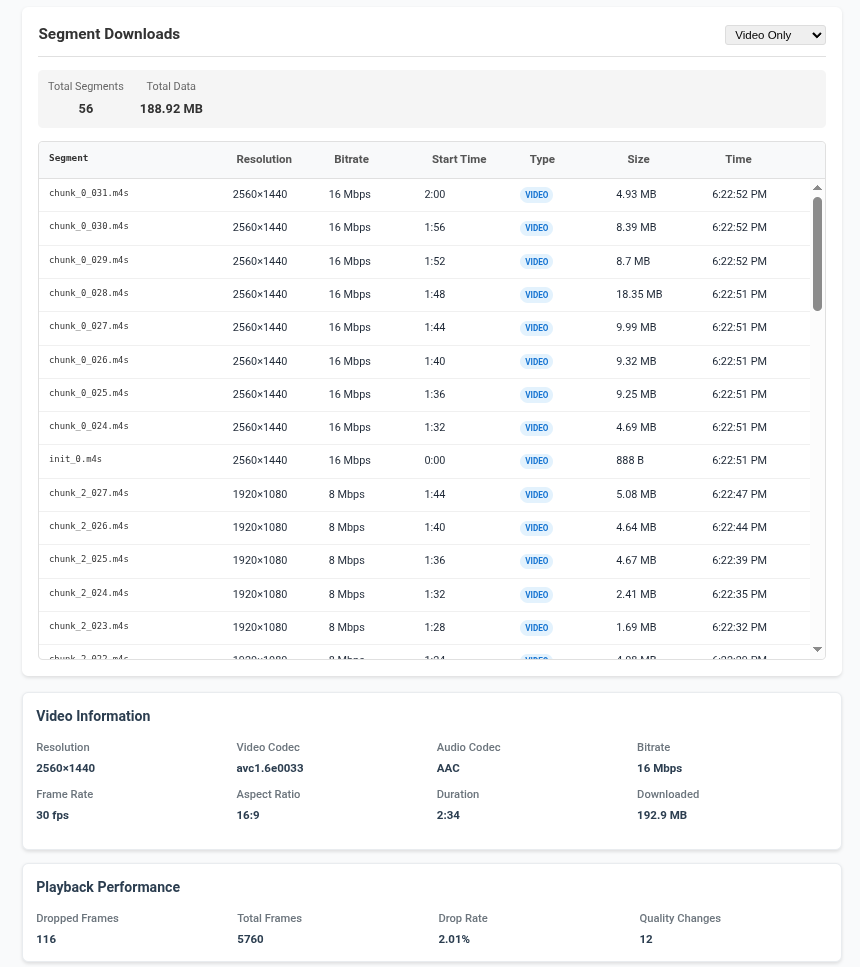 Segment Downloads Video Only
Total Segments Total Data
56 188.92 MB
Segment Resolution Bitrate Start Time Type Size Time
chunk_0_031.m4s 2560×1440 16 Mbps 2:00 VIDEO 4.93 MB 6:22:52 PM
chunk_0_030.m4s 2560×1440 16 Mbps 1:56 VIDEO 8.39 MB 6:22:52 PM
chunk_0_029.m4s 2560×1440 16 Mbps 1:52 VIDEO 8.7 MB 6:22:52 PM
chunk_0_028.m4s 2560×1440 16 Mbps 1:48 VIDEO 18.35 MB 6:22:51 PM
chunk_0_027.m4s 2560×1440 16 Mbps 1:44 VIDEO 9.99 MB 6:22:51 PM
chunk_0_026.m4s 2560×1440 16 Mbps 1:40 VIDEO 9.32 MB 6:22:51 PM
chunk_0_025.m4s 2560×1440 16 Mbps 1:36 VIDEO 9.25 MB 6:22:51 PM
chunk_0_024.m4s 2560×1440 16 Mbps 1:32 VIDEO 4.69 MB 6:22:51 PM
init_0.m4s 2560×1440 16 Mbps 0:00 VIDEO 888 B 6:22:51 PM
chunk_2_027.m4s 1920×1080 8 Mbps 1:44 VIDEO 5.08 MB 6:22:47 PM
chunk_2_026.m4s 1920×1080 8 Mbps 1:40 VIDEO 4.64 MB 6:22:44 PM
chunk_2_025.m4s 1920×1080 8 Mbps 1:36 VIDEO 4.67 MB 6:22:39 PM
chunk_2_024.m4s 1920×1080 8 Mbps 1:32 VIDEO 2.41 MB 6:22:35 PM
chunk_2_023.m4s 1920×1080 8 Mbps 1:28 VIDEO 1.69 MB 6:22:32 PM
chunk_2_022.m4s 1920×1080 8 Mbps 1:24 VIDEO
Video Information
Resolution Video Codec Audio Codec Bitrate
2560×1440 avc1.6e0033 AAC 16 Mbps
Frame Rate Aspect Ratio Duration Downloaded
30 fps 16:9 2:34 192.9 MB
Playback Performance
Dropped Frames Total Frames Drop Rate Quality Changes
116 5760 2.01% 12